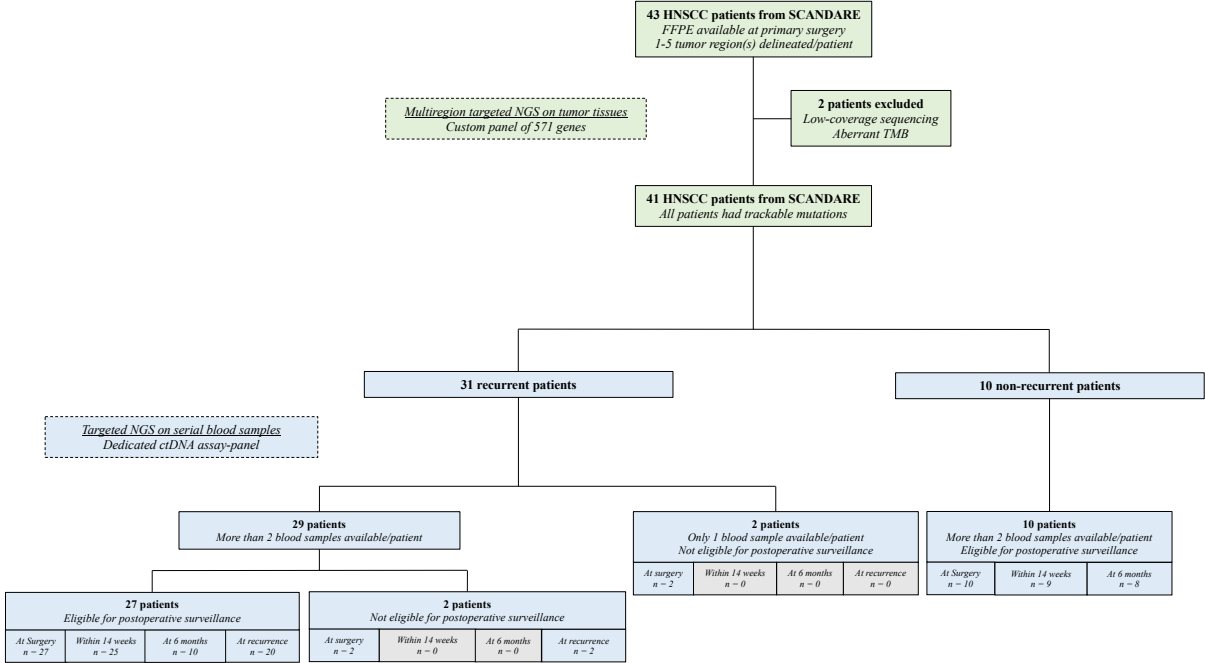 43 HNSCC patients from SCANDARE
FFPE available at primary surgery
1-5 tumor region(s) delineated/patient
Multiregion targeted NGS on tumor tissues
Custom panel of 571 genes
2 patients excluded
Low-coverage sequencing
Aberrant TMB
41 HNSCC patients from SCANDARE
All patients had trackable mutations
31 recurrent patients
10 non-recurrent patients
Targeted NGS on serial blood samples
Dedicated ctDNA assay-panel
29 patients
More than 2 blood samples available/patient
2 patients
Only 1 blood sample available/patient
Not eligible for postoperative surveillance
At surgery
n = 2
Within 14 weeks
n = 0
At 6 months
n = 0
At recurrence
n = 0
10 patients
More than 2 blood samples available/patient
Eligible for postoperative surveillance
At Surgery
n = 10
Within 14 weeks
n = 9
At 6 months
n = 8
27 patients
Eligible for postoperative surveillance
At Surgery
n = 27
Within 14 weeks
n = 25
At 6 months
n = 10
At recurrence
n = 20
2 patients
Not eligible for postoperative surveillance
At surgery
n = 2
Within 14 weeks
n = 0
At 6 months
n = 0
At recurrence
n = 2